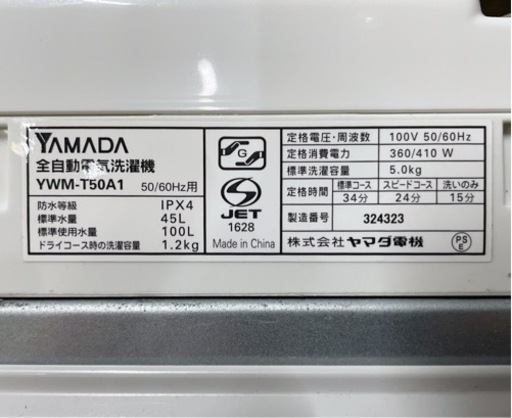 YAMADA
全自動電気洗濯機
YWM-T50A1 50/60Hz用
防水等級 IPX4
標準水量 45L
標準使用水量 100L
ドライコース時の洗濯容量 1.2kg
G
S
JET
1628
Made in China
定格電圧・周波数 100V 50/60Hz
定格消費電力 360/410 W
標準洗濯容量 5.0kg
定格時間 標準コース スピードコース 洗いのみ
34分 24分 15分
製造番号 324323
株式会社ヤマダ電機
PS
E